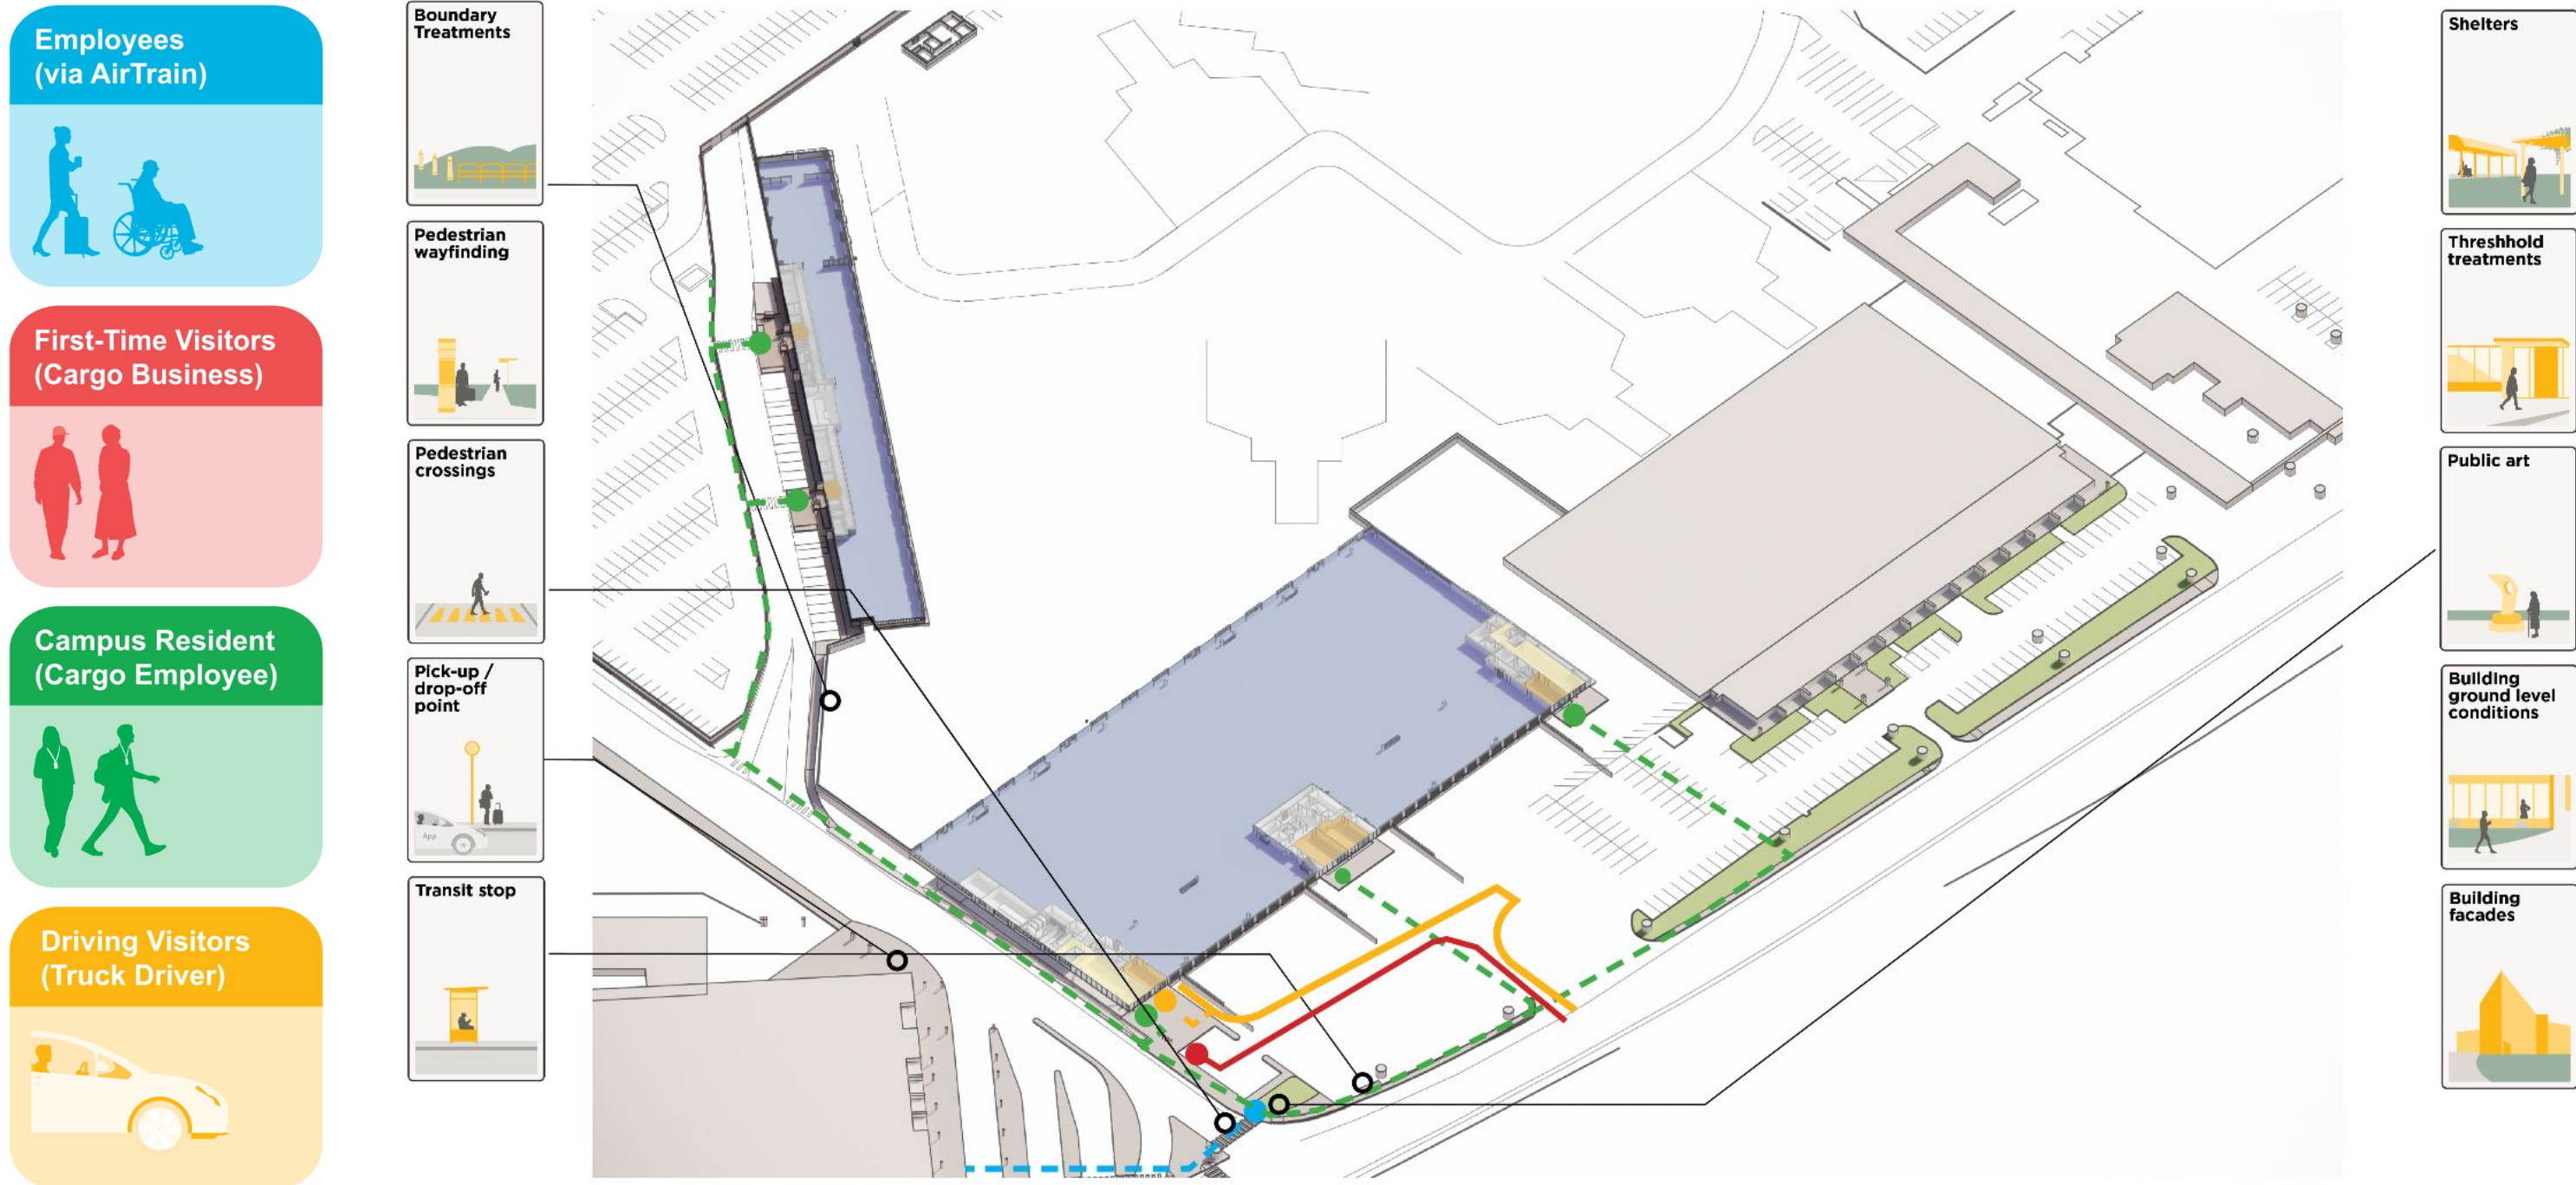 Employees
(via AirTrain)
First-Time Visitors
(Cargo Business)
Campus Resident
(Cargo Employee)
Driving Visitors
(Truck Driver)
Boundary
Treatments
Pedestrian
wayfinding
Pedestrian
crossings
Pick-up /
drop-off
point
App
Transit stop
Shelters
Threshhold
treatments
Public art
Building
ground level
conditions
Building
facades